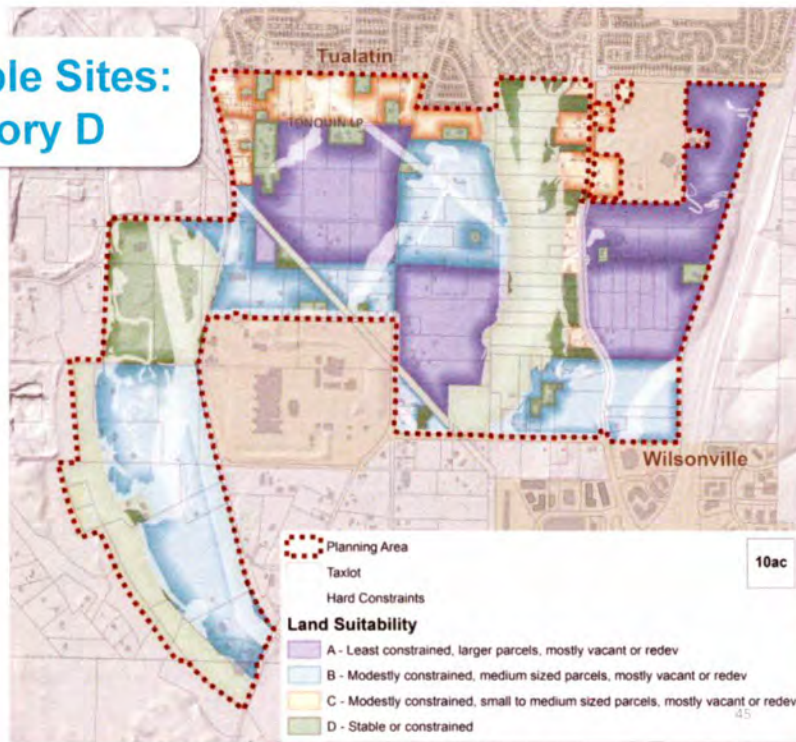 ble Sites:
ory D
Tualatin
TONQUIN LP
Wilsonville
Planning Area
Taxlot
Hard Constraints
10ac
Land Suitability
A - Least constrained, larger parcels, mostly vacant or redev
B - Modestly constrained, medium sized parcels, mostly vacant or redev
C - Modestly constrained, small to medium sized parcels, mostly vacant or redev
D - Stable or constrained
45